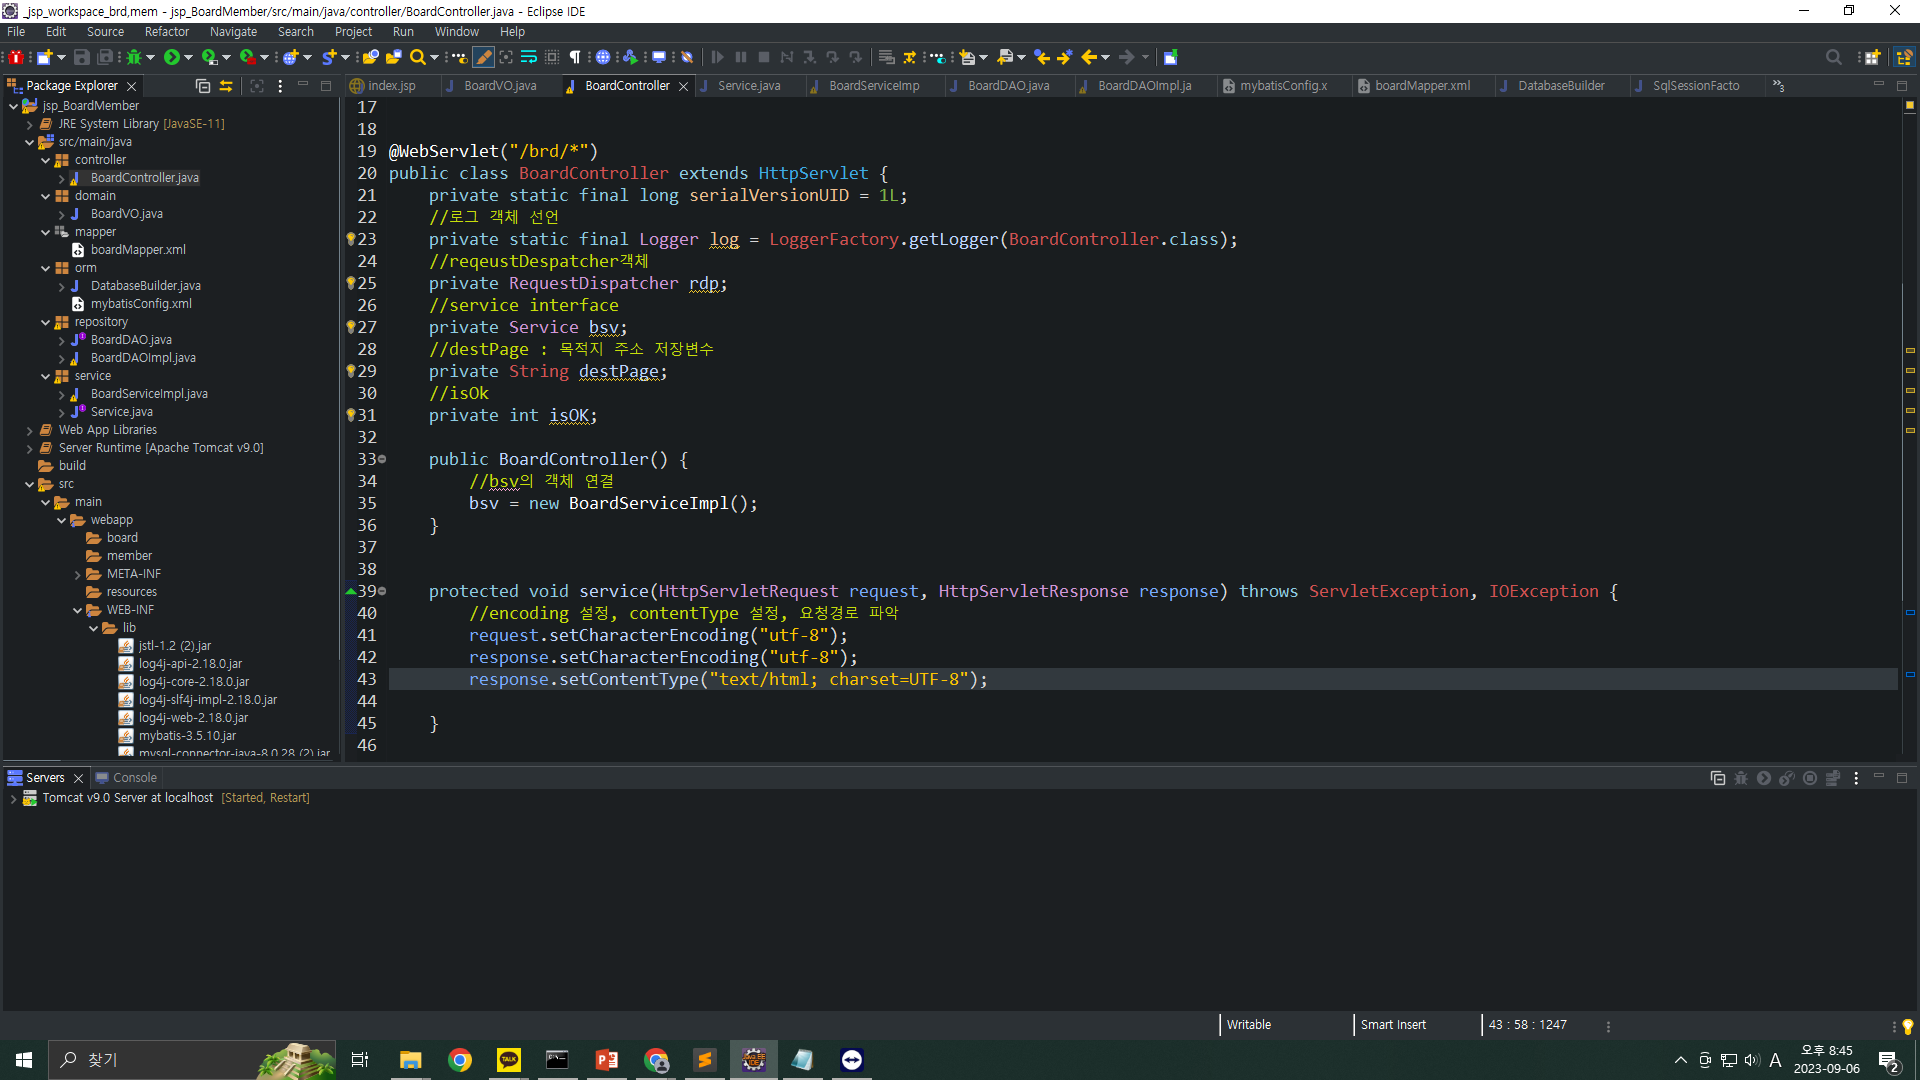 _jsp_workspace_brd,mem - jsp_BoardMember/src/main/java/controller/BoardController.java - Eclipse IDE
File Edit Source Refactor Navigate Search Project Run Window Help
Package Explorer
index.jsp BoardVO.java BoardController Service.java BoardServiceImp BoardDAO.java BoardDAOImpl.ja mybatisConfig.x boardMapper.xml DatabaseBuilder SqlSessionFacto »3
jsp_BoardMember
JRE System Library [JavaSE-11]
src/main/java
controller
BoardController.java
domain
BoardVO.java
mapper
boardMapper.xml
orm
DatabaseBuilder.java
mybatisConfig.xml
repository
BoardDAO.java
BoardDAOImpl.java
service
BoardServiceImpl.java
Service.java
Web App Libraries
Server Runtime [Apache Tomcat v9.0]
build
src
main
webapp
board
member
META-INF
resources
WEB-INF
lib
jstl-1.2 (2).jar
log4j-api-2.18.0.jar
log4j-core-2.18.0.jar
log4j-slf4j-impl-2.18.0.jar
log4j-web-2.18.0.jar
mybatis-3.5.10.jar
mysql-connector-java-8.0.28 (2).jar
17
18
19 @WebServlet("/brd/*")
20 public class BoardController extends HttpServlet {
21 private static final long serialVersionUID = 1L;
22 //로그 객체 선언
23 private static final Logger log = LoggerFactory.getLogger(BoardController.class);
24 //reqeustDespatcher객체
25 private RequestDispatcher rdp;
26 //service interface
27 private Service bsv;
28 //destPage : 목적지 주소 저장변수
29 private String destPage;
30 //isOk
31 private int isOK;
32
33 public BoardController() {
34 //bsv의 객체 연결
35 bsv = new BoardServiceImpl();
36 }
37
38
39 protected void service(HttpServletRequest request, HttpServletResponse response) throws ServletException, IOException {
40 //encoding 설정, contentType 설정, 요청경로 파악
41 request.setCharacterEncoding("utf-8");
42 response.setCharacterEncoding("utf-8");
43 response.setContentType("text/html; charset=UTF-8");
44
45 }
46
Servers Console
Tomcat v9.0 Server at localhost [Started, Restart]
Writable Smart Insert 43 : 58 : 1247
찾기
TALK
A
오후 8:45
2023-09-06
2